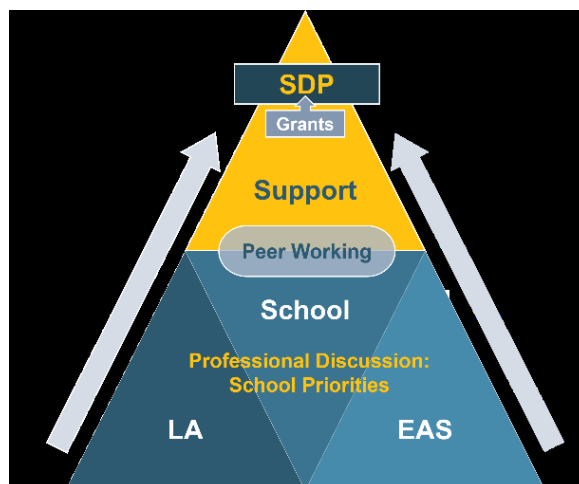 SDP
Grants
Support
Peer Working
School
Professional Discussion:
School Priorities
LA
EAS